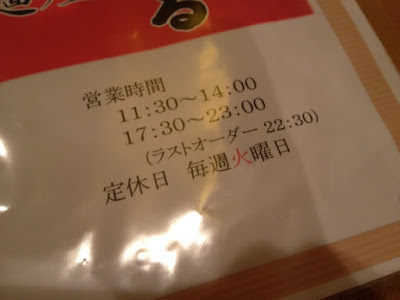 る
営業時間
11:30～14:00
17:30～23:00
(ラストオーダー 22:30)
定休日 毎週火曜日